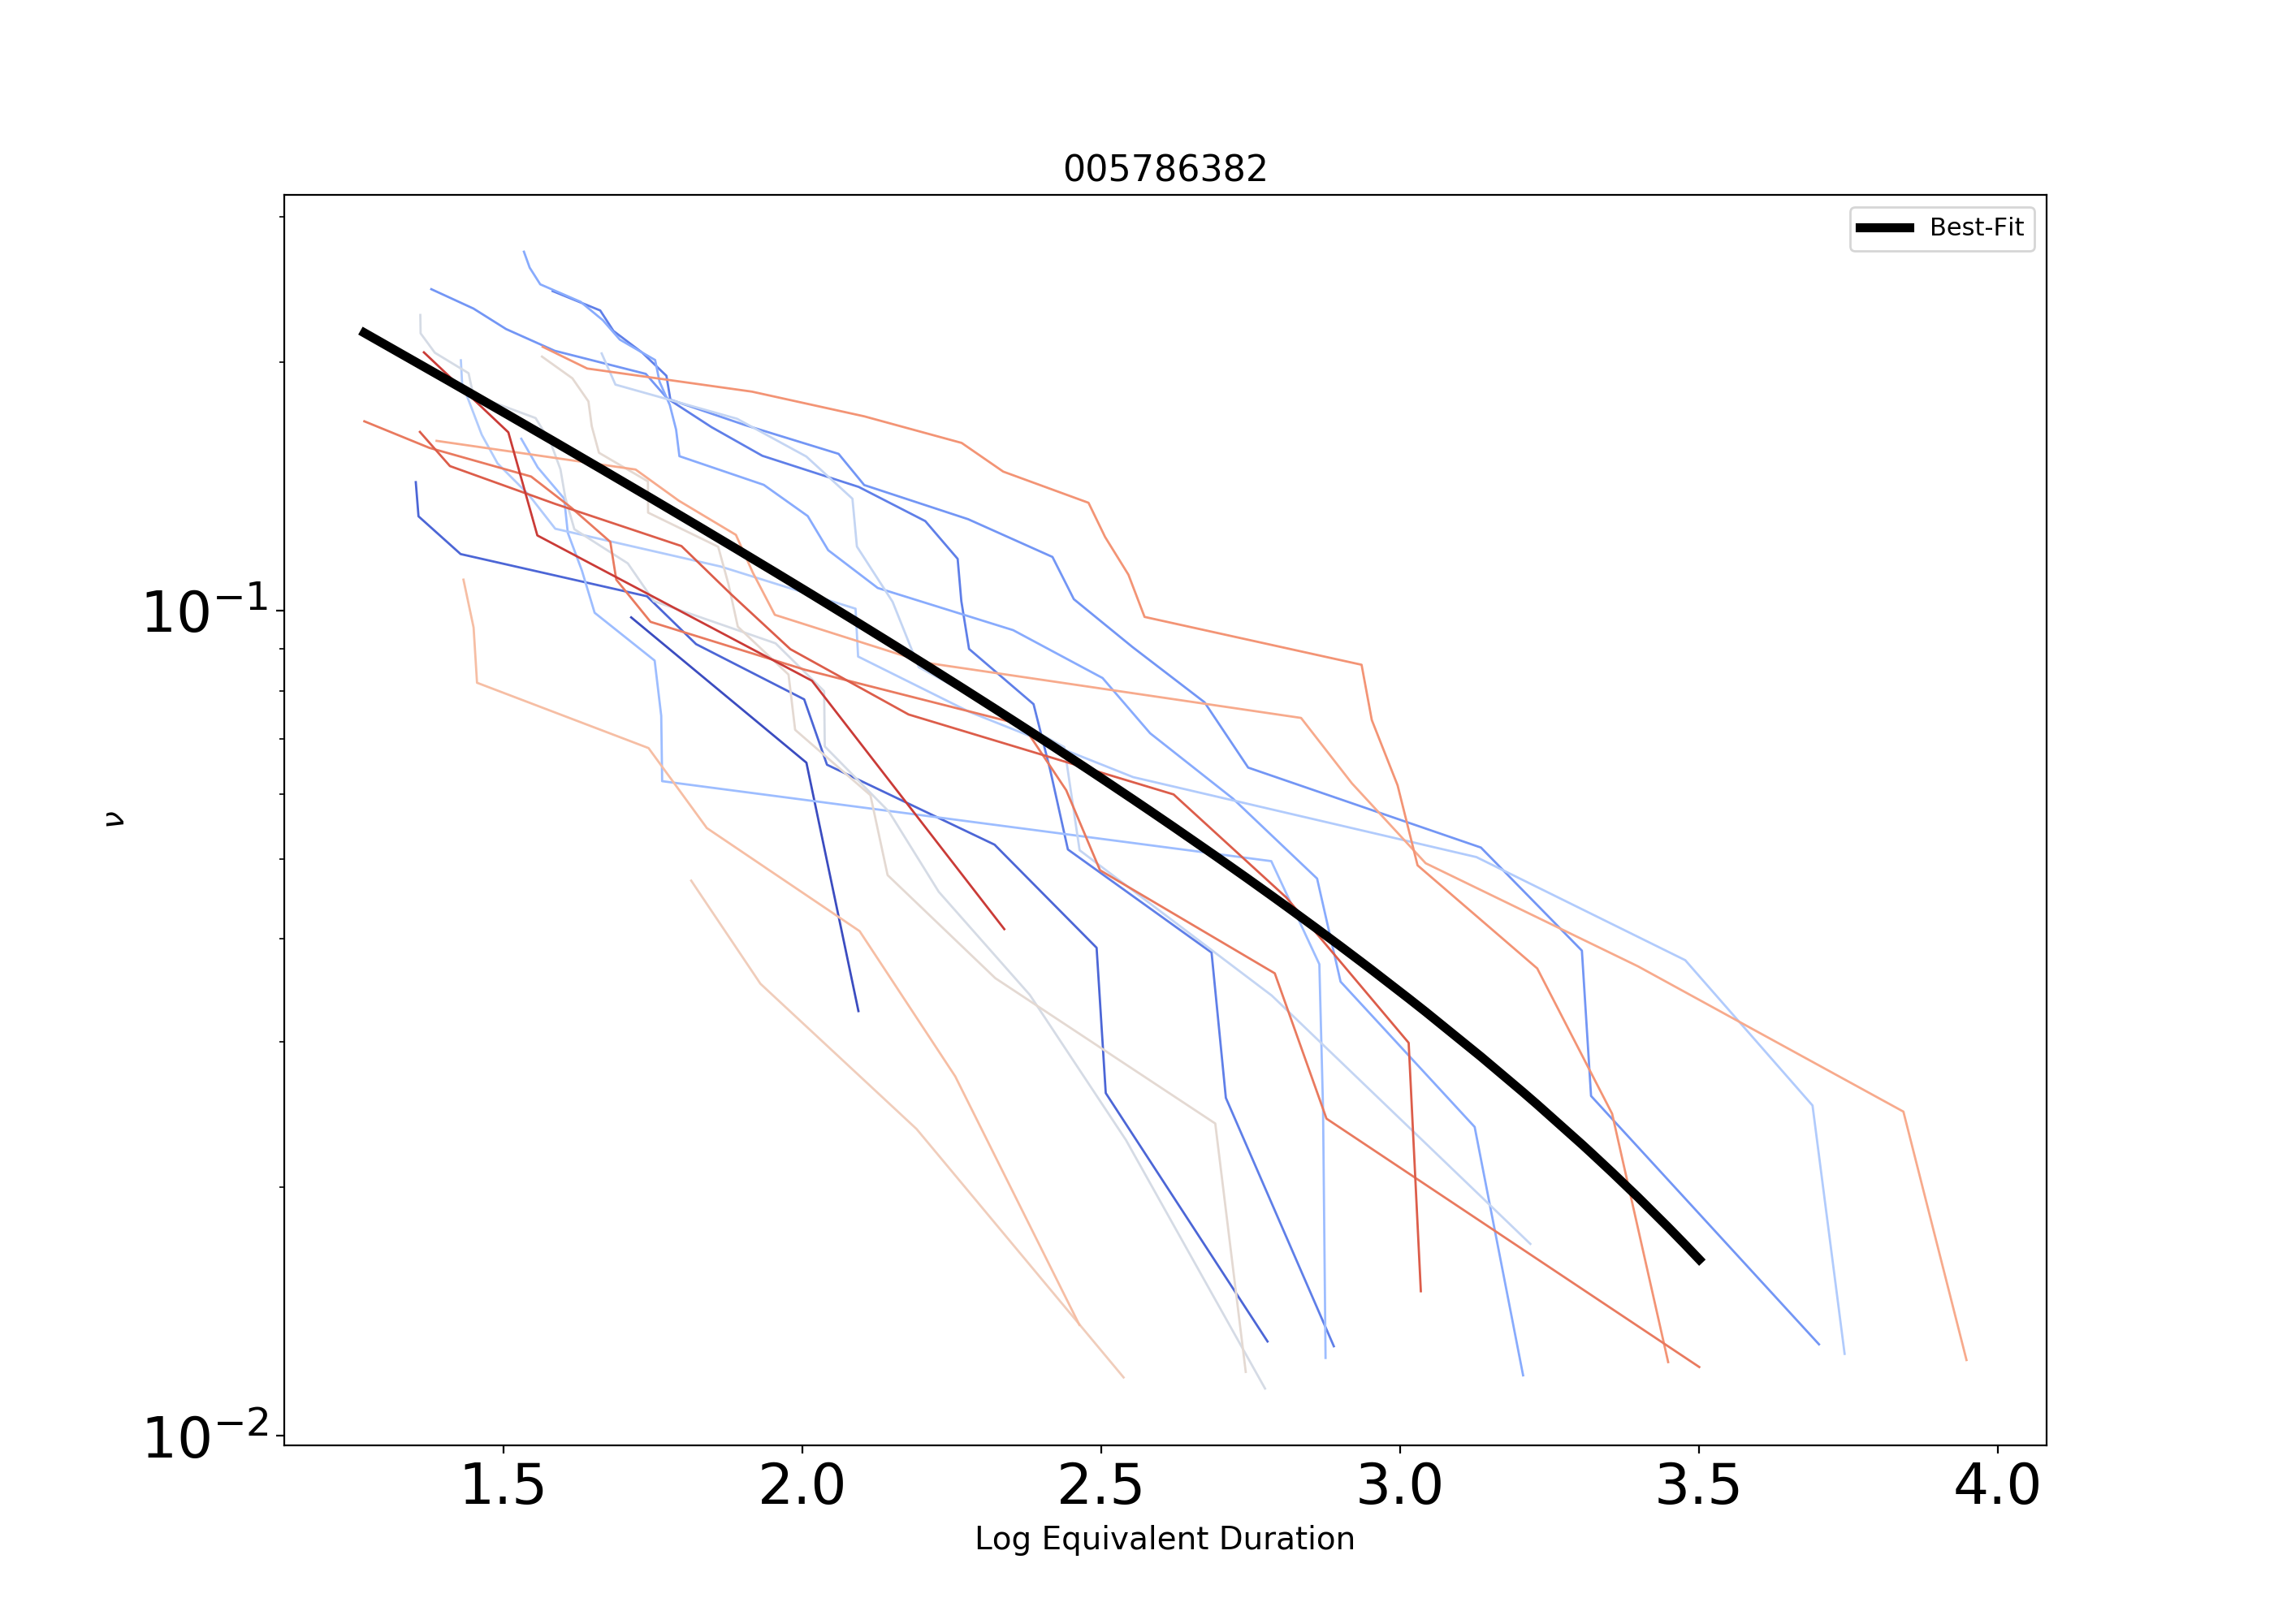 005786382
Best-Fit
ν
10⁻¹
10⁻²
1.5 2.0 2.5 3.0 3.5 4.0
Log Equivalent Duration